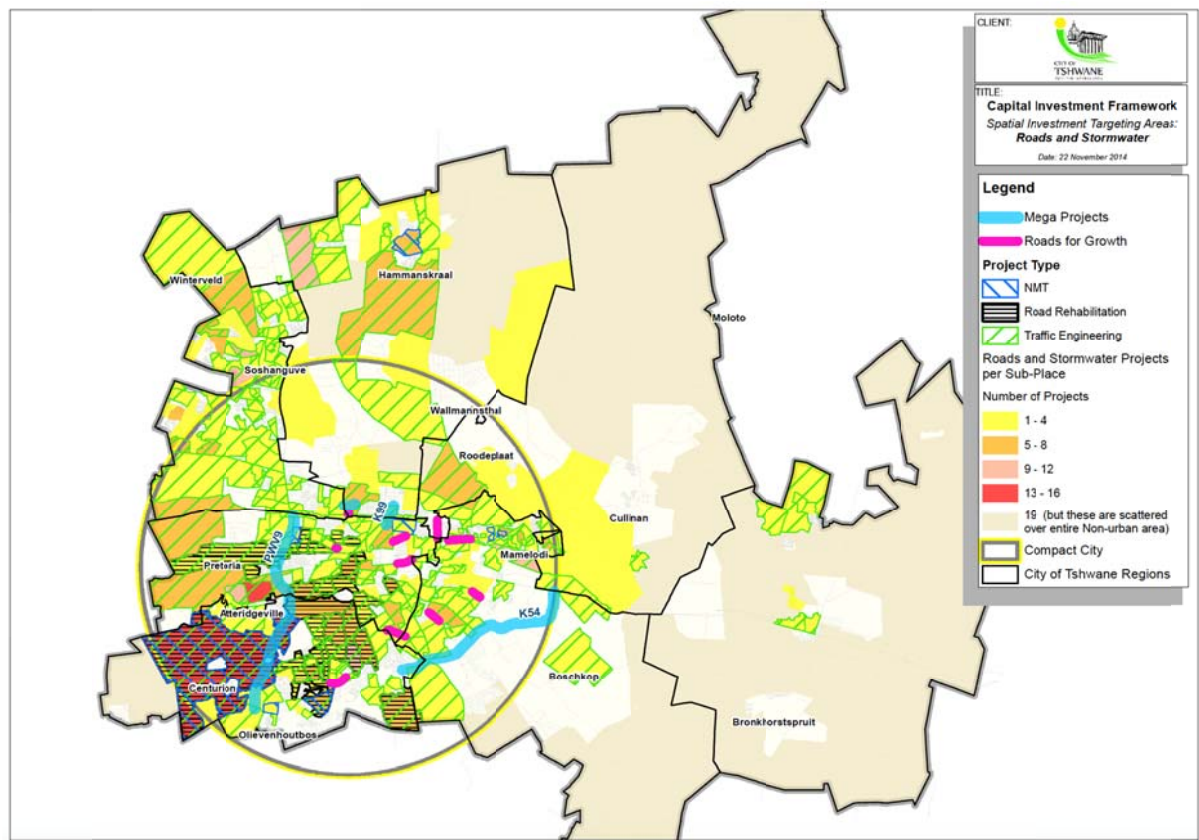 CLIENT:
CITY OF
TSHWANE
TITLE:
Capital Investment Framework
Spatial Investment Targeting Areas:
Roads and Stormwater
Date: 22 November 2014
Legend
Mega Projects
Roads for Growth
Project Type
NMT
Road Rehabilitation
Traffic Engineering
Roads and Stormwater Projects
per Sub-Place
Number of Projects
1 - 4
5 - 8
9 - 12
13 - 16
19 (but these are scattered
over entire Non-urban area)
Compact City
City of Tshwane Regions
Winterveld
Hammanskraal
Moloto
Soshanguve
Wallmannsthal
Roodeplaat
K99
Cullinan
PWV9
Mamelodi
Pretoria
Atteridgeville
K54
Boschkop
Centurion
Bronkhorstspruit
Olievenhoutbos